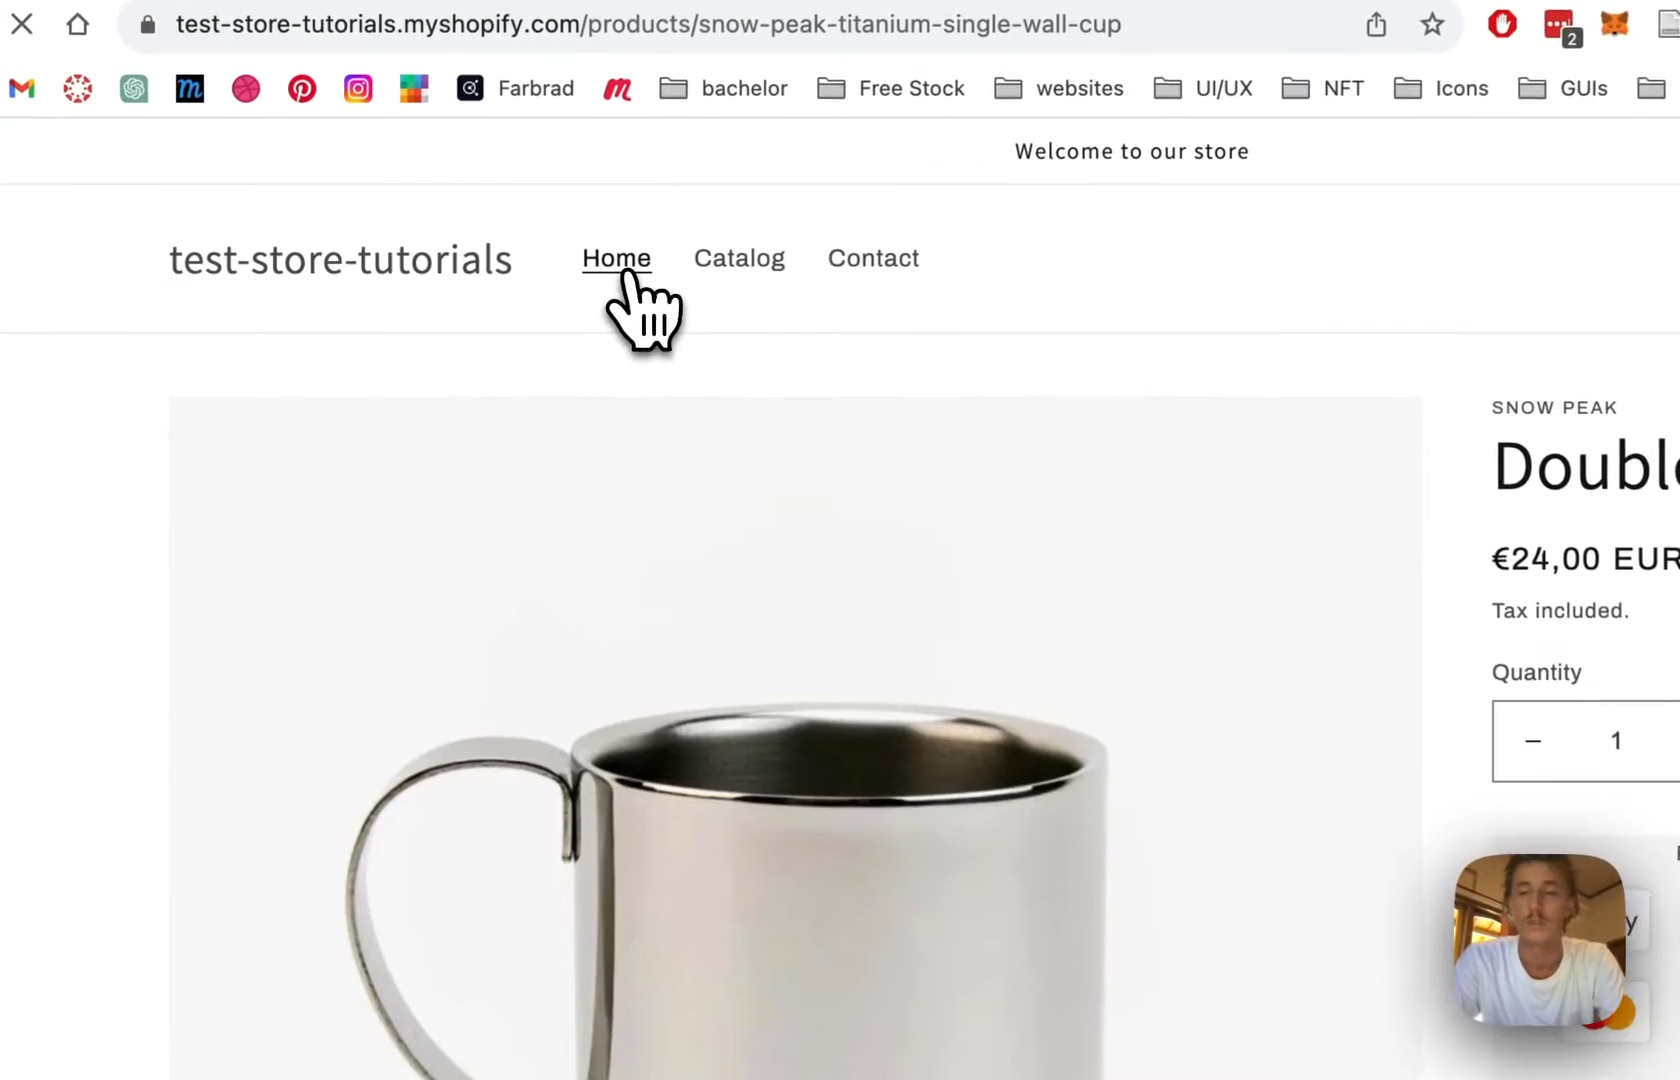 test-store-tutorials.myshopify.com/products/snow-peak-titanium-single-wall-cup
2
Farbrad
bachelor
Free Stock
websites
UI/UX
NFT
Icons
GUIs
Welcome to our store
test-store-tutorials
Home
Catalog
Contact
SNOW PEAK
Double
€24,00 EUR
Tax included.
Quantity
− 1
y